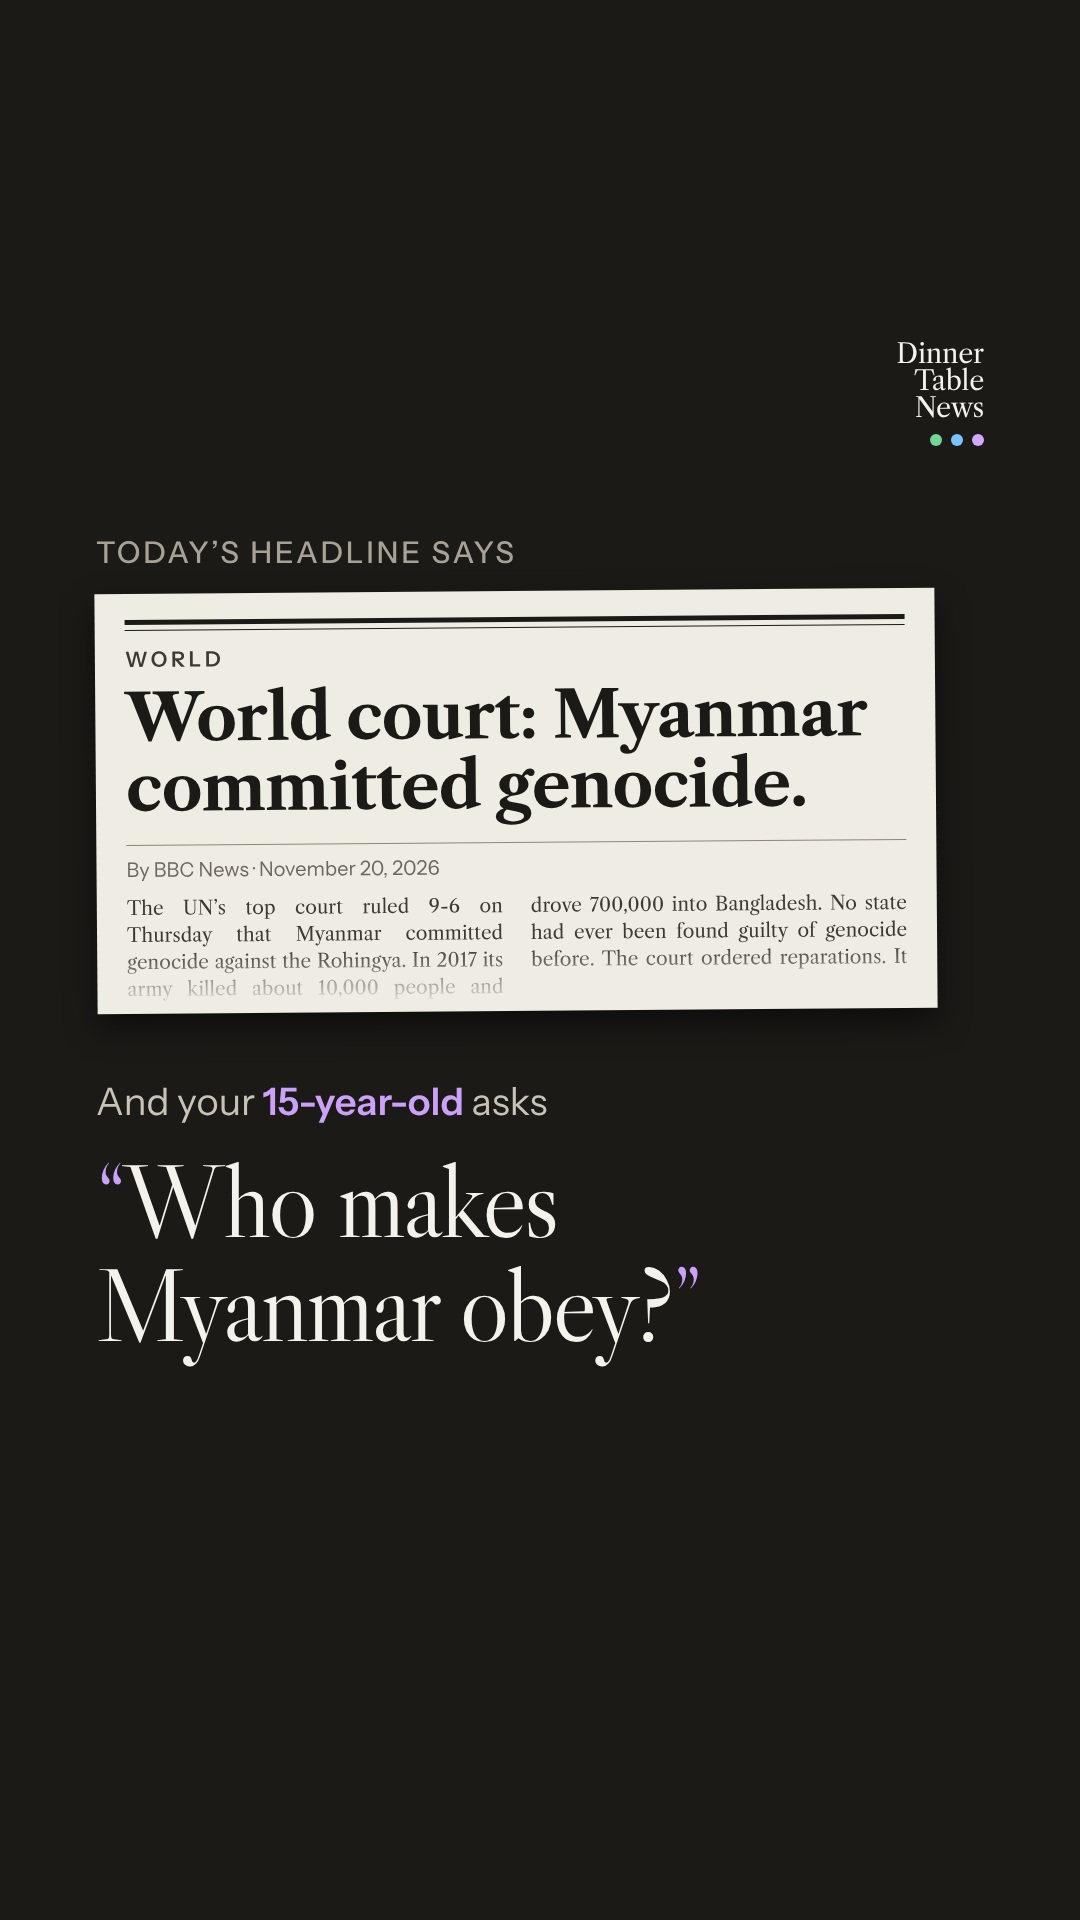 Dinner
Table
News
TODAY’S HEADLINE SAYS
WORLD
World court: Myanmar
committed genocide.
By BBC News · November 20, 2026
The UN’s top court ruled 9-6 on
Thursday that Myanmar committed
genocide against the Rohingya. In 2017 its
army killed about 10,000 people and
drove 700,000 into Bangladesh. No state
had ever been found guilty of genocide
before. The court ordered reparations. It
And your 15-year-old asks
“Who makes
Myanmar obey?”